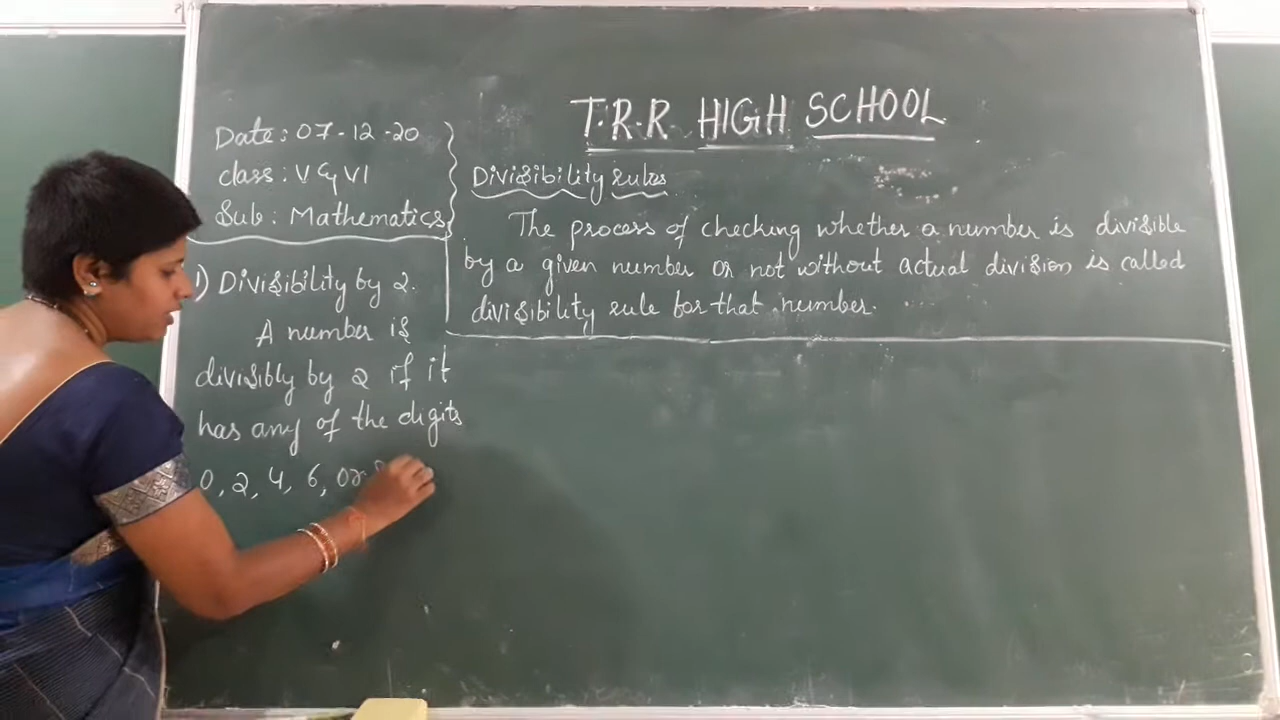 T.R.R HIGH SCHOOL
Date: 07-12-20
class: V & VI
Sub: Mathematics
Divisibility rules
The process of checking whether a number is divisible
by a given number or not without actual division is called
divisibility rule for that number.
1) Divisibility by 2.
A number is
divisibly by 2 if it
has any of the digits
0, 2, 4, 6, or